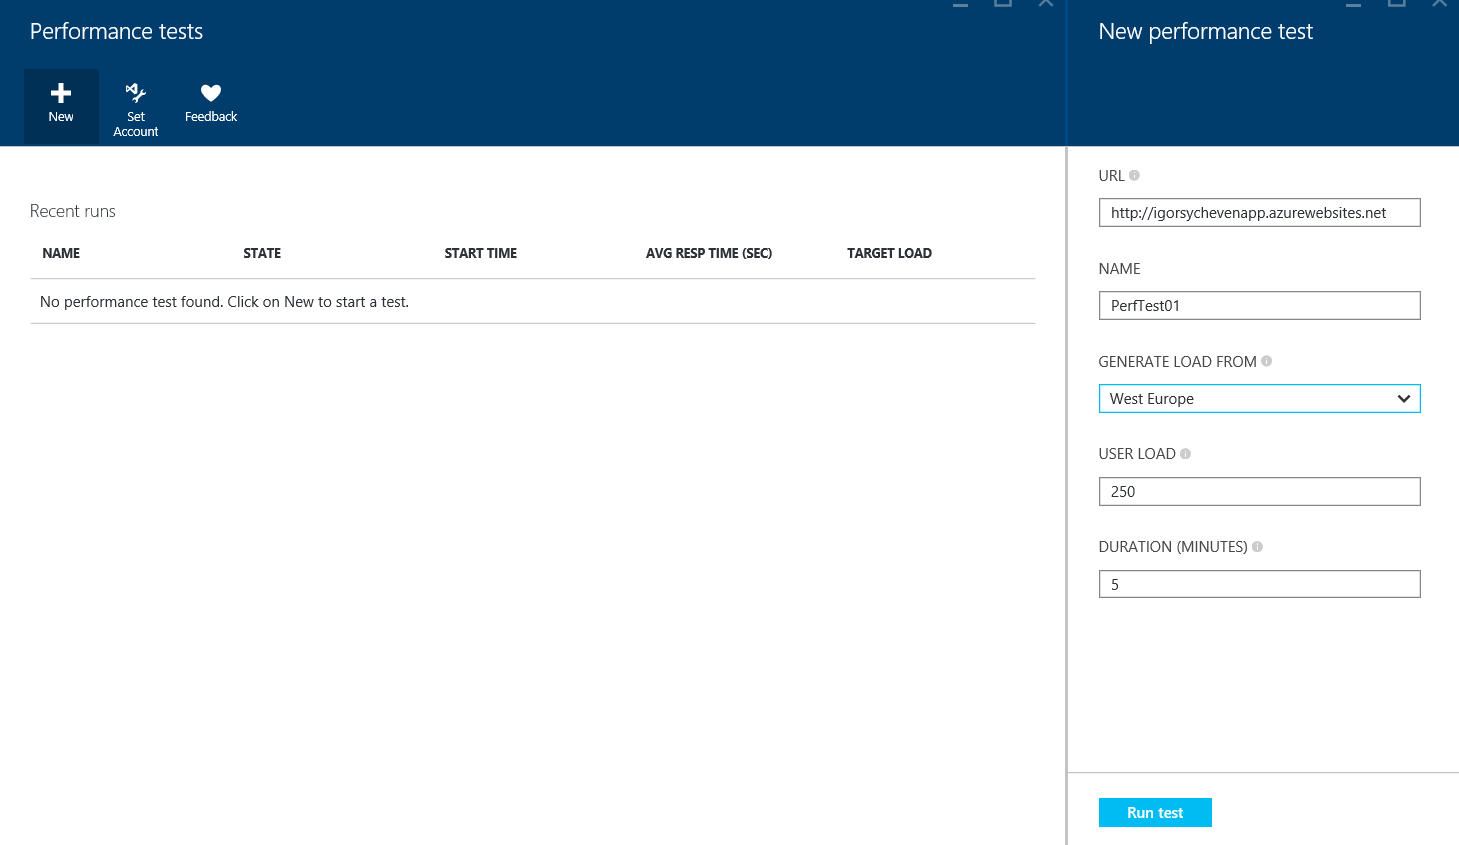 Performance tests
New
Set
Account
Feedback
Recent runs
NAME STATE START TIME AVG RESP TIME (SEC) TARGET LOAD
No performance test found. Click on New to start a test.
New performance test
URL
http://igorsychevenapp.azurewebsites.net
NAME
PerfTest01
GENERATE LOAD FROM
West Europe
USER LOAD
250
DURATION (MINUTES)
5
Run test